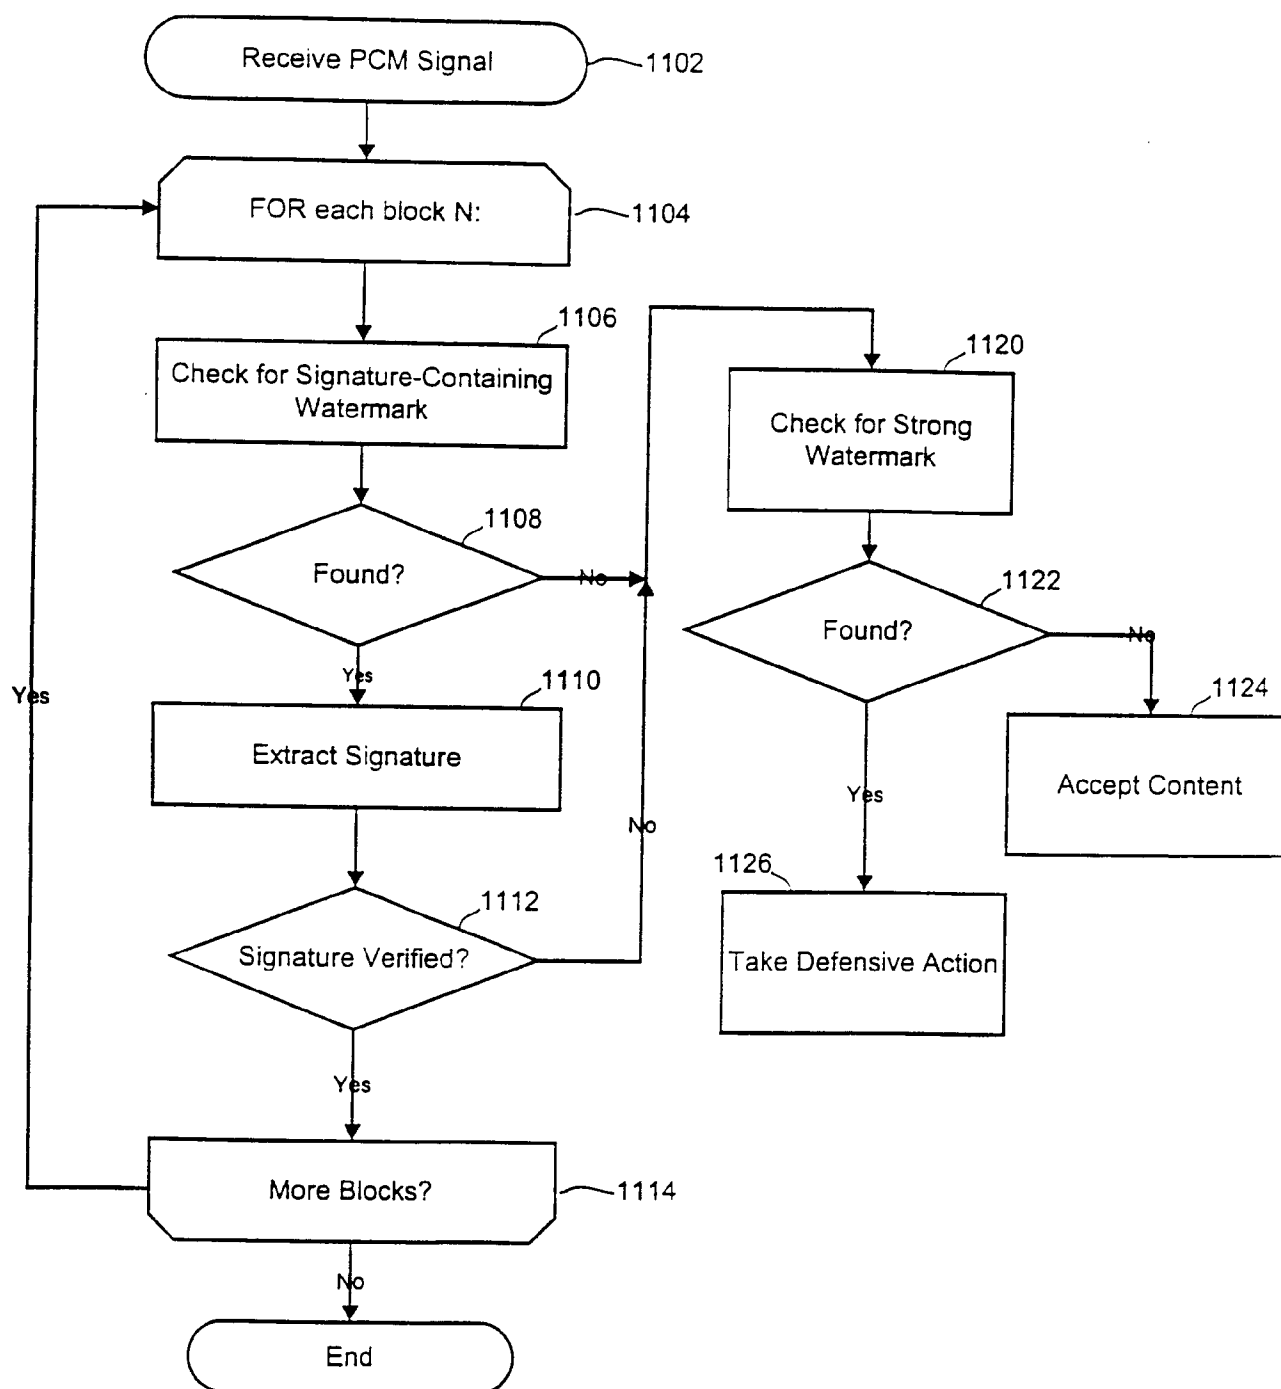 Receive PCM Signal
1102
FOR each block N:
1104
1106
Check for Signature-Containing
Watermark
1108
Found?
No
Yes
1110
Extract Signature
1112
Signature Verified?
No
Yes
More Blocks?
1114
Yes
No
End
1120
Check for Strong
Watermark
1122
Found?
No
1124
Accept Content
Yes
1126
Take Defensive Action